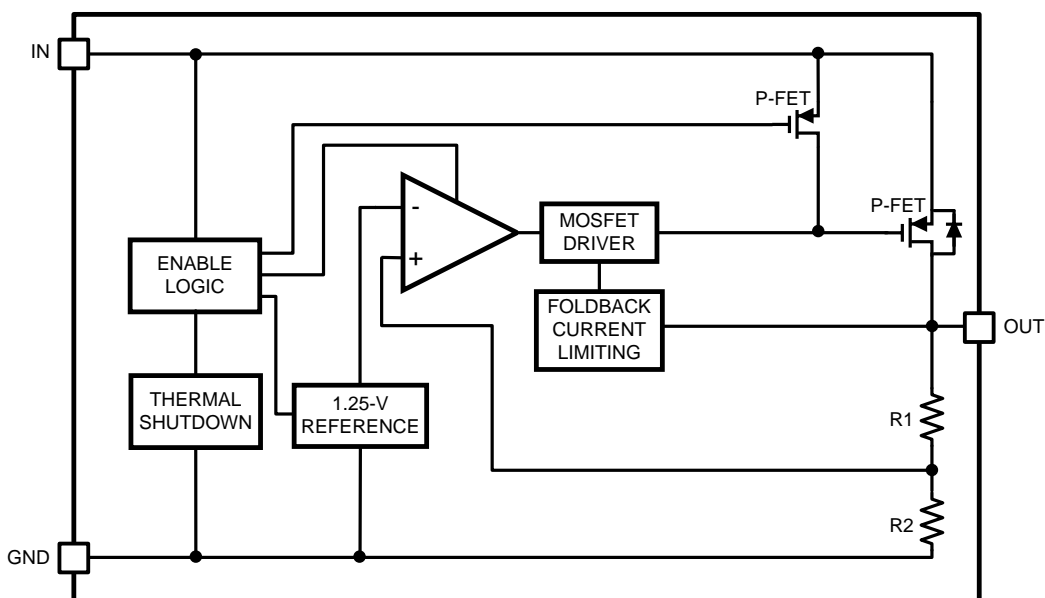 IN
P-FET
P-FET
-
+
MOSFET
DRIVER
ENABLE
LOGIC
FOLDBACK
CURRENT
LIMITING
OUT
THERMAL
SHUTDOWN
1.25-V
REFERENCE
R1
R2
GND